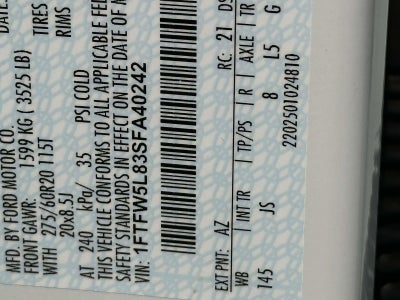 MFD. BY FORD MOTOR CO.
DATE:
FRONT GAWR: 1599 KG (3525 LB)
WITH 275/60R20 115T TIRES
20x8.5J RIMS
AT 240 kPa/ 35 PSI COLD
THIS VEHICLE CONFORMS TO ALL APPLICABLE
SAFETY STANDARDS IN EFFECT ON THE DATE OF
VIN: 1FTFW5L83SFA40242
EXT PNT: AZ RC: 21
WB INT TR TP/PS R AXLE TR
145 JS 8 L5 G
2202501024810